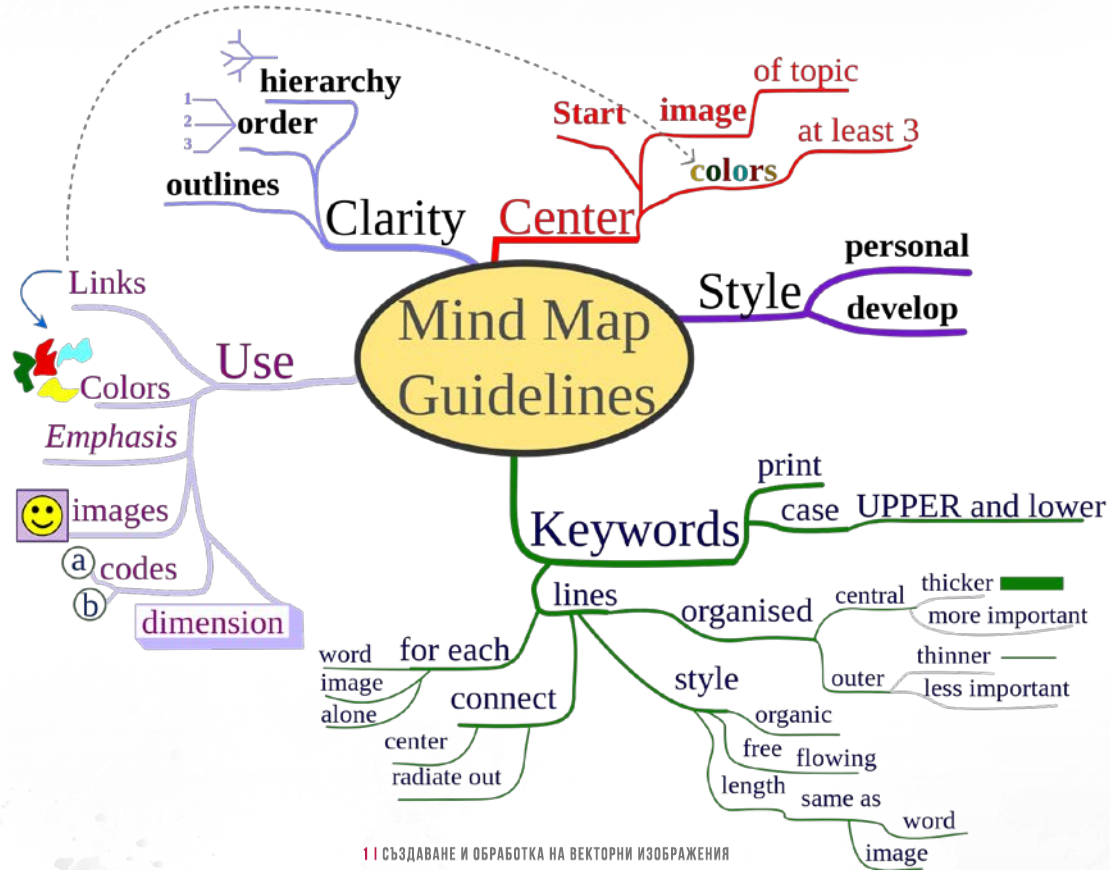 Mind Map
Guidelines
Clarity
hierarchy
order
1
2
3
outlines
Center
Start
image
of topic
colors
at least 3
Style
personal
develop
Keywords
print
case
UPPER and lower
lines
organised
central
thicker
more important
outer
thinner
less important
style
organic
free
flowing
length
same as
word
image
connect
center
radiate out
for each
word
image
alone
Use
Links
Colors
Emphasis
images
codes
a
b
dimension
1 | СЪЗДАВАНЕ И ОБРАБОТКА НА ВЕКТОРНИ ИЗОБРАЖЕНИЯ